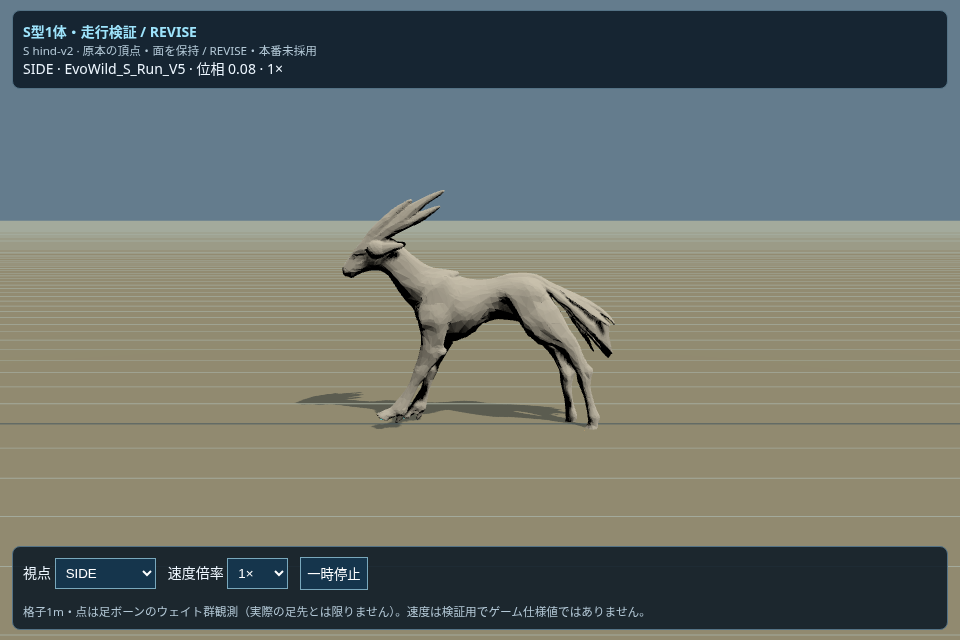 S型1体・走行検証 / REVISE
S hind-v2 · 原本の頂点・面を保持 / REVISE・本番未採用
SIDE · EvoWild_S_Run_V5 · 位相 0.08 · 1×
視点 SIDE 速度倍率 1× 一時停止
格子1m・点は足ボーンのウェイト群観測（実際の足先とは限りません）。速度は検証用でゲーム仕様値ではありません。